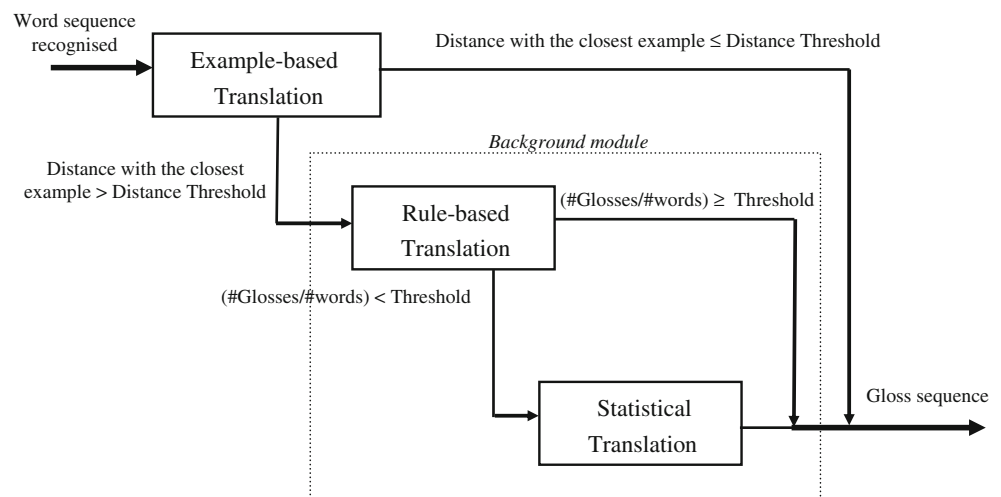 Word sequence
recognised
Distance with the closest example ≤ Distance Threshold
Example-based
Translation
Background module
Distance with the closest
example > Distance Threshold
(#Glosses/#words) ≥ Threshold
Rule-based
Translation
(#Glosses/#words) < Threshold
Gloss sequence
Statistical
Translation